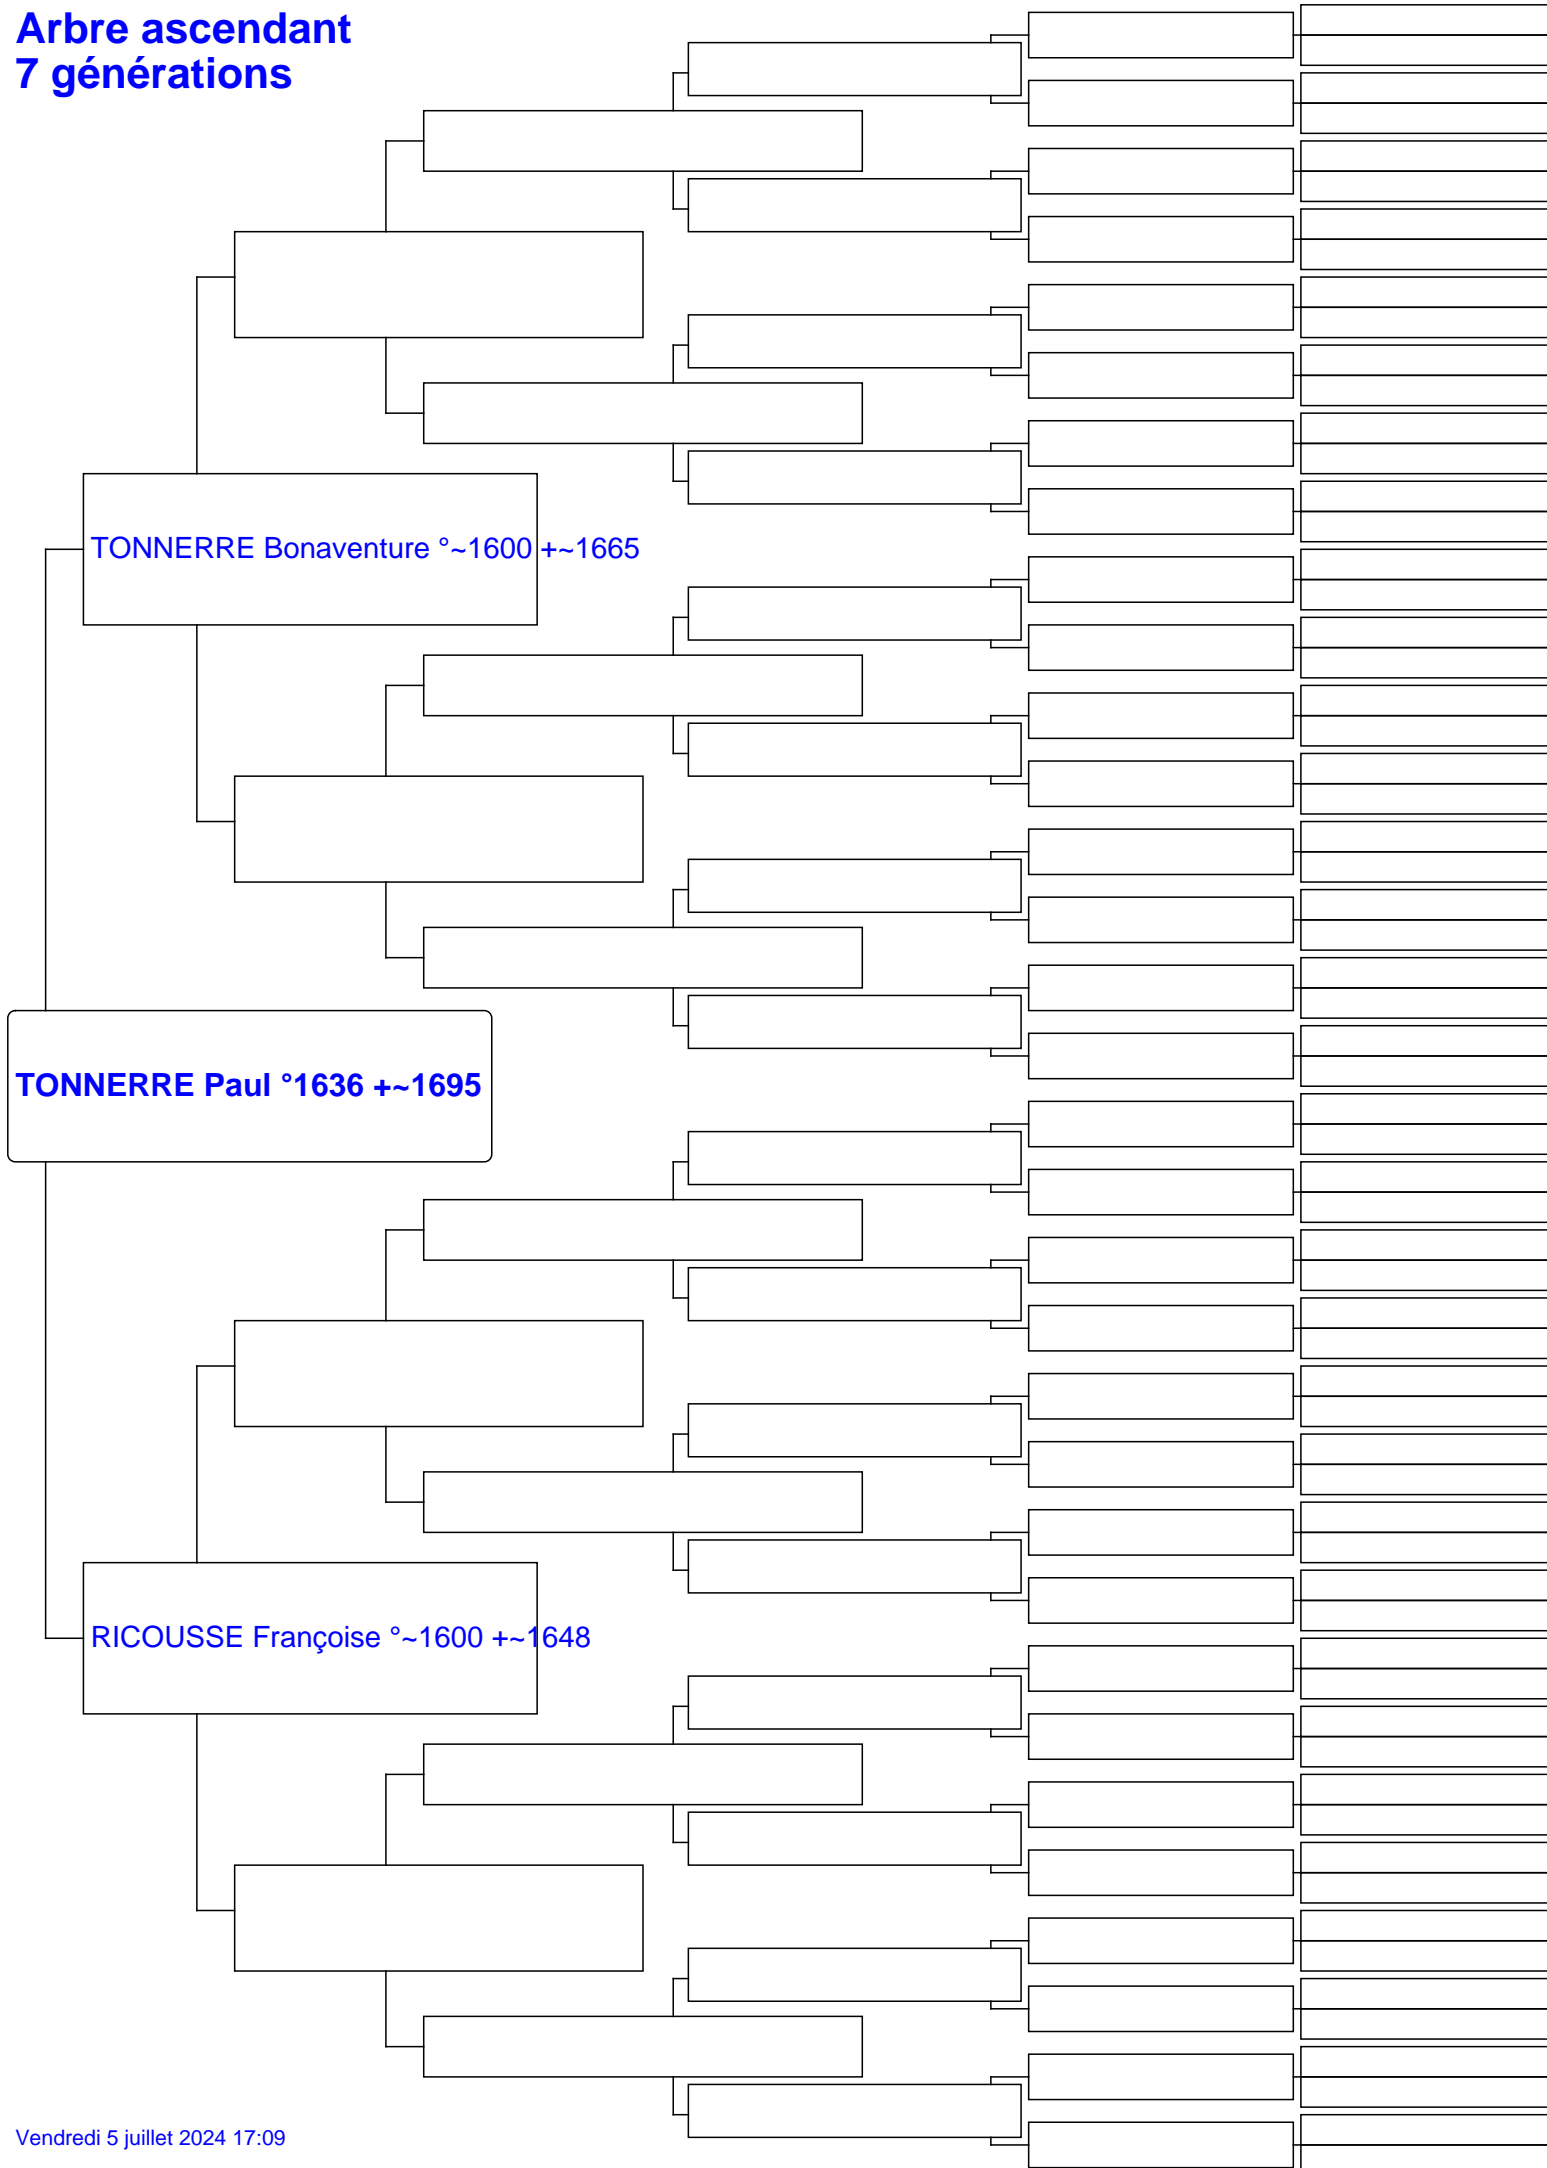 Arbre ascendant
7 générations
TONNERRE Bonaventure °~1600 +~1665
TONNERRE Paul °1636 +~1695
RICOUSSE Françoise °~1600 +~1648
Vendredi 5 juillet 2024 17:09